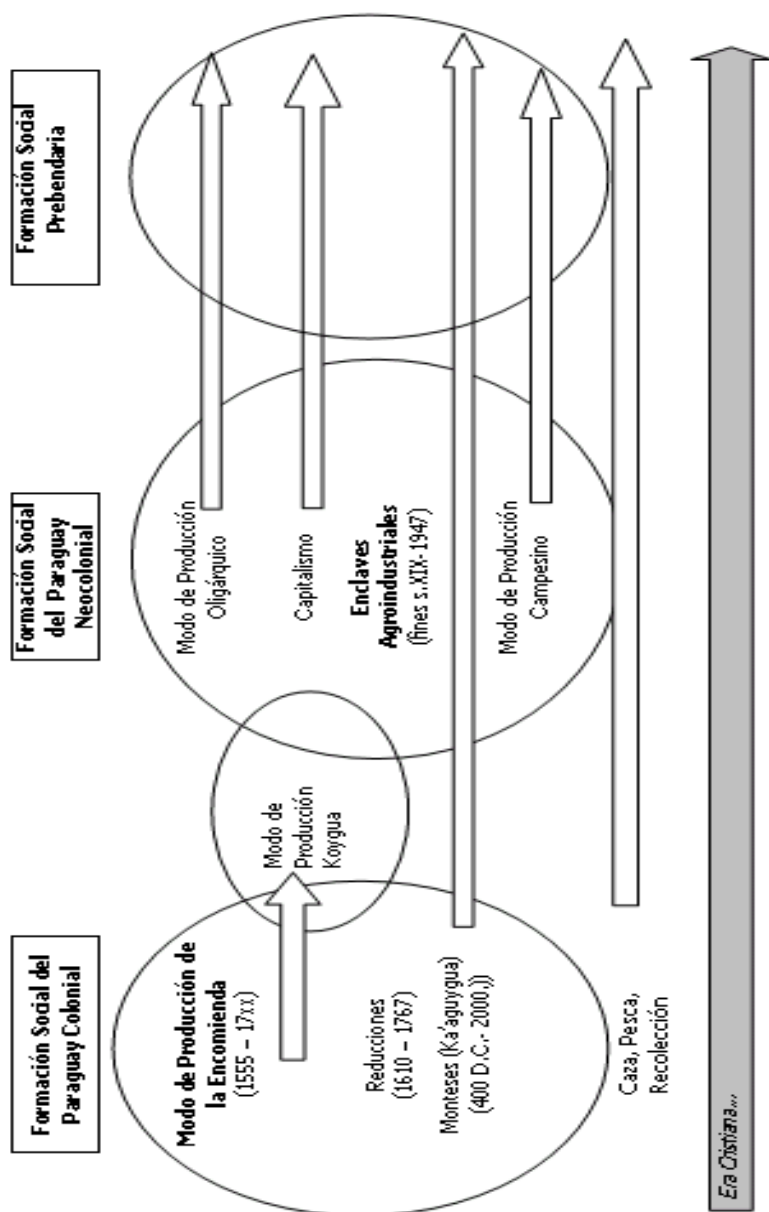 Formación Social del
Paraguay Colonial
Formación Social
del Paraguay
Neocolonial
Formación Social
Prebendaria
Modo de Producción de
la Encomienda
(1555 – 17xx)
Reducciones
(1610 – 1767)
Monteses (Ka'aguygua)
(400 D.C.- 2000,))
Caza, Pesca,
Recolección
Modo de
Producción
Koygua
Modo de Producción
Oligárquico
Capitalismo
Enclaves
Agroindustriales
(fines s.XIX-1947)
Modo de Producción
Campesino
Era Cristiana...